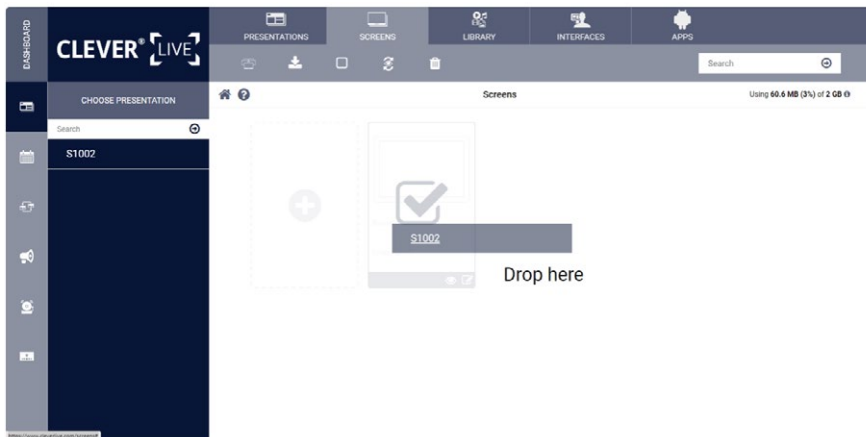 DASHBOARD
CLEVER® [LIVE]
PRESENTATIONS
SCREENS
LIBRARY
INTERFACES
APPS
Search
CHOOSE PRESENTATION
Screens
Using 60.6 MB (3%) of 2 GB
Search
S1002
S1002
Drop here